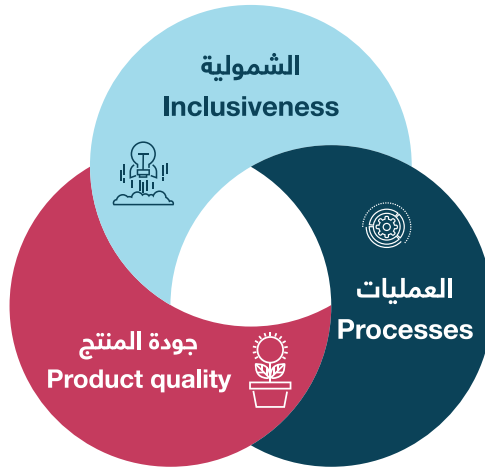 الشمولية
Inclusiveness
العمليات
Processes
جودة المنتج
Product quality